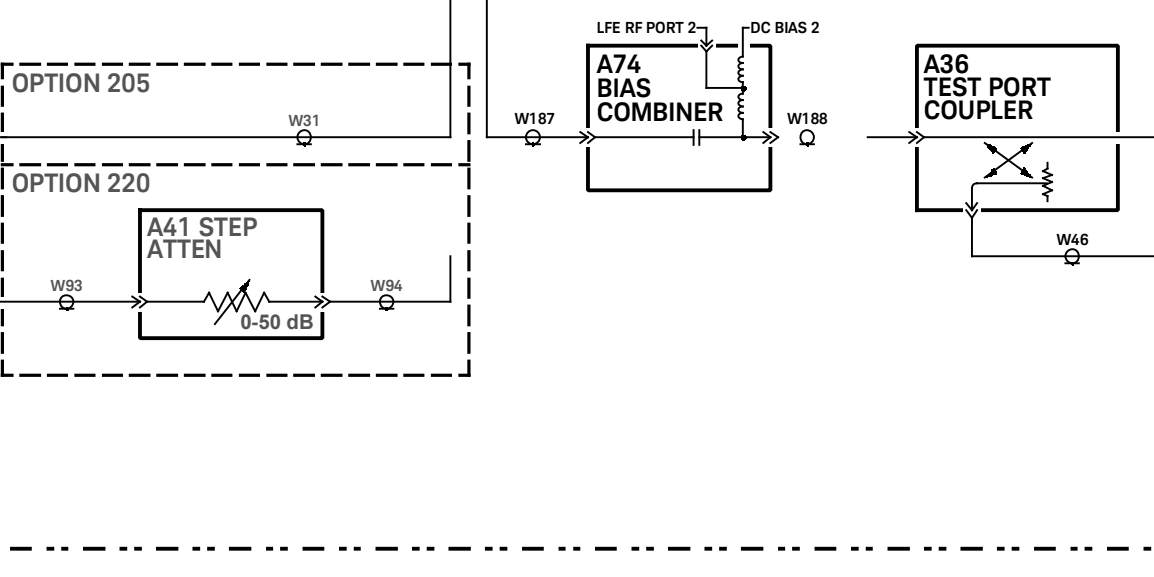 LFE RF PORT 2
DC BIAS 2
OPTION 205
W31
A74
BIAS
COMBINER
W187
W188
A36
TEST PORT
COUPLER
W46
OPTION 220
A41 STEP
ATTEN
W93
W94
0-50 dB